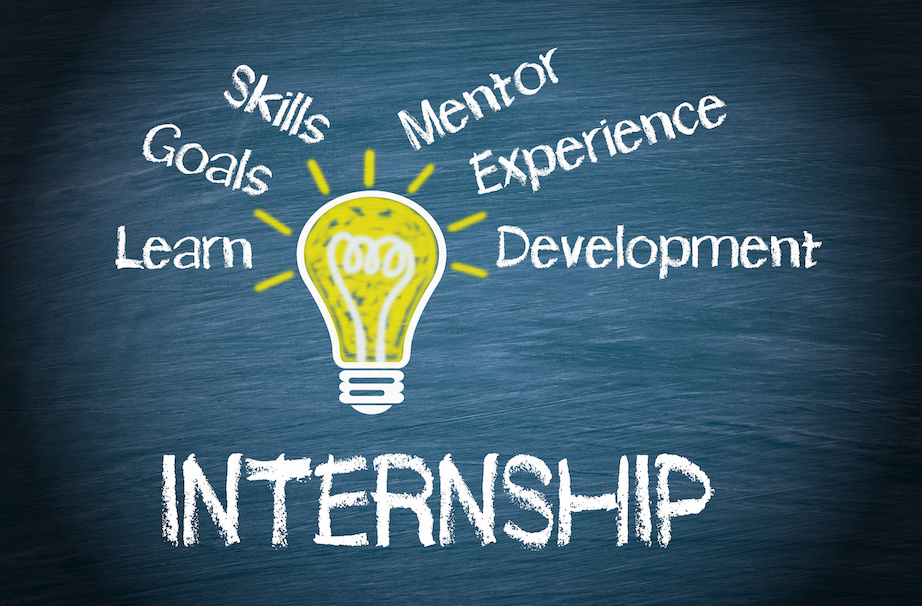 Skills
Mentor
Goals
Experience
Learn
Development
INTERNSHIP